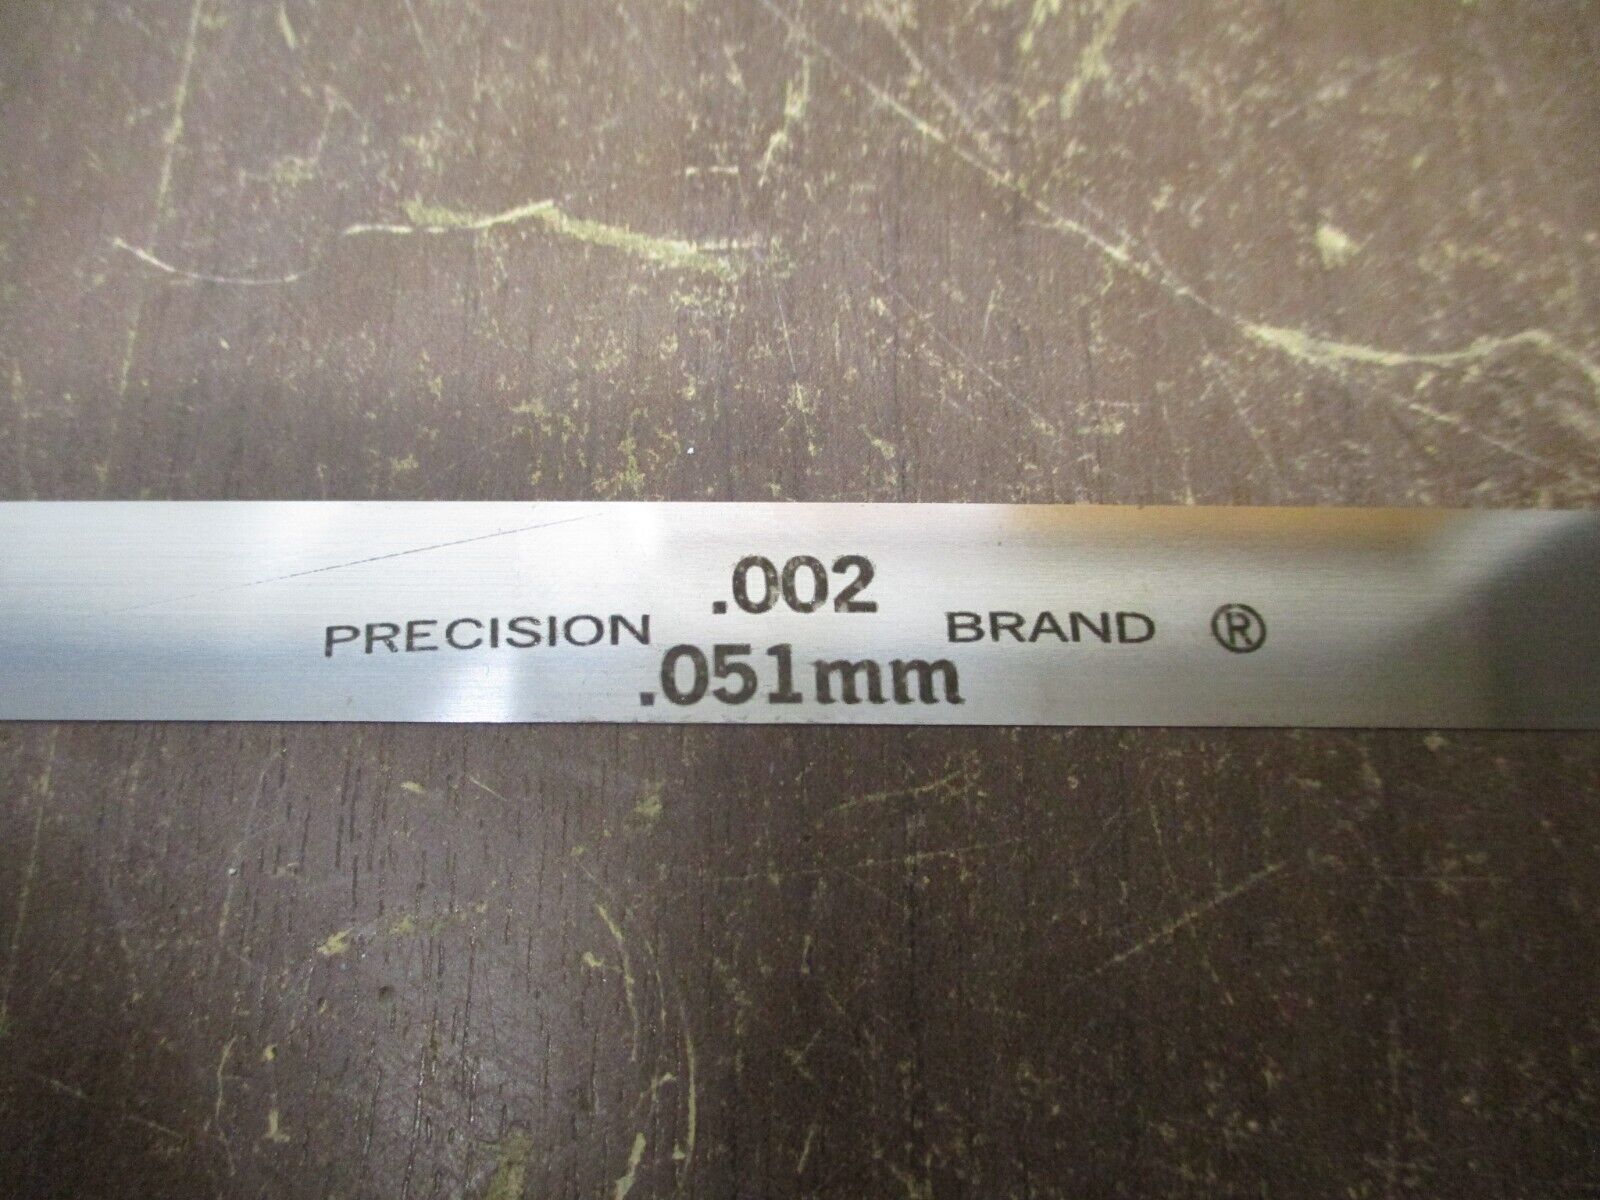 .002
PRECISION BRAND ®
.051mm